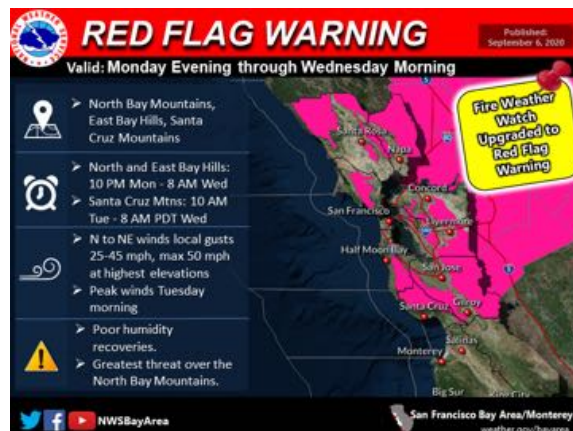 RED FLAG WARNING
Published:
September 6, 2020
Valid: Monday Evening through Wednesday Morning
➤ North Bay Mountains,
East Bay Hills, Santa
Cruz Mountains
➤ North and East Bay Hills:
10 PM Mon - 8 AM Wed
➤ Santa Cruz Mtns: 10 AM
Tue - 8 AM PDT Wed
➤ N to NE winds local gusts
25-45 mph, max 50 mph
at highest elevations
➤ Peak winds Tuesday
morning
➤ Poor humidity
recoveries.
➤ Greatest threat over the
North Bay Mountains.
Fire Weather
Watch
Upgraded to
Red Flag
Warning
Santa Rosa
Napa
Concord
San Francisco
Livermore
Half Moon Bay
San Jose
Santa Cruz
Gilroy
Salinas
Monterey
Big Sur
King City
NWSBayArea
San Francisco Bay Area/Monterey
weather.gov/bayarea